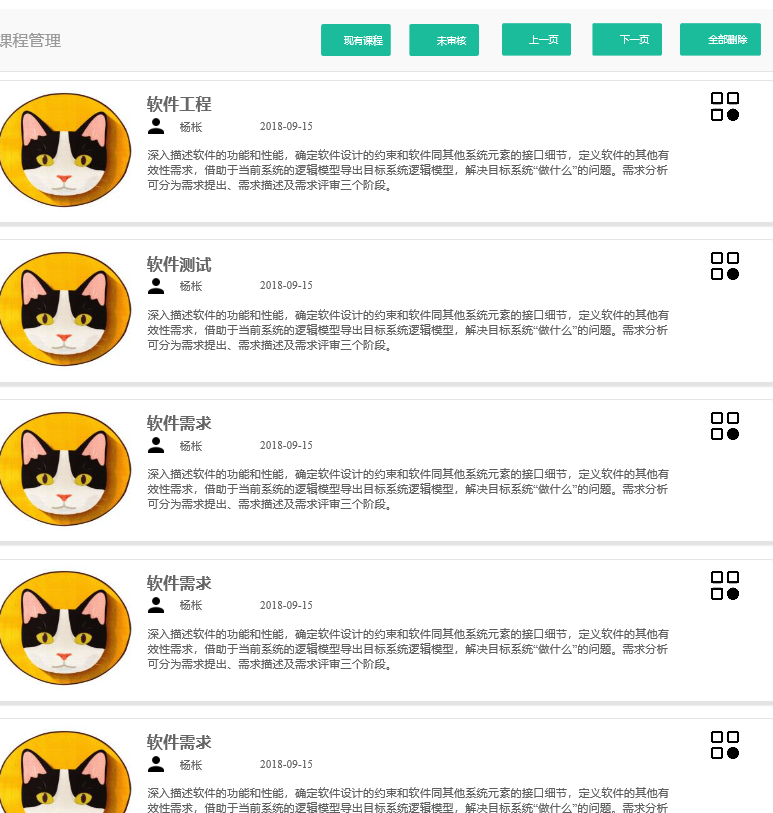 课程管理
现有课程 未审核 上一页 下一页 全部删除
软件工程
杨枨 2018-09-15
深入描述软件的功能和性能，确定软件设计的约束和软件同其他系统元素的接口细节，定义软件的其他有
效性需求，借助于当前系统的逻辑模型导出目标系统逻辑模型，解决目标系统“做什么”的问题。需求分析
可分为需求提出、需求描述及需求评审三个阶段。
软件测试
杨枨 2018-09-15
深入描述软件的功能和性能，确定软件设计的约束和软件同其他系统元素的接口细节，定义软件的其他有
效性需求，借助于当前系统的逻辑模型导出目标系统逻辑模型，解决目标系统“做什么”的问题。需求分析
可分为需求提出、需求描述及需求评审三个阶段。
软件需求
杨枨 2018-09-15
深入描述软件的功能和性能，确定软件设计的约束和软件同其他系统元素的接口细节，定义软件的其他有
效性需求，借助于当前系统的逻辑模型导出目标系统逻辑模型，解决目标系统“做什么”的问题。需求分析
可分为需求提出、需求描述及需求评审三个阶段。
软件需求
杨枨 2018-09-15
深入描述软件的功能和性能，确定软件设计的约束和软件同其他系统元素的接口细节，定义软件的其他有
效性需求，借助于当前系统的逻辑模型导出目标系统逻辑模型，解决目标系统“做什么”的问题。需求分析
可分为需求提出、需求描述及需求评审三个阶段。
软件需求
杨枨 2018-09-15
深入描述软件的功能和性能，确定软件设计的约束和软件同其他系统元素的接口细节，定义软件的其他有
效性需求，借助于当前系统的逻辑模型导出目标系统逻辑模型，解决目标系统“做什么”的问题。需求分析